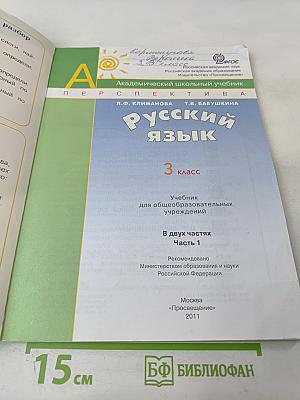 разбор
ФГОС
Российская академия наук
Российская академия образования
Издательство «Просвещение»
Академический школьный учебник
ПЕРСПЕКТИВА
Л.Ф. КЛИМАНОВА Т.В. БАБУШКИНА
Русский
язык
3 класс
Учебник
для общеобразовательных
учреждений
В двух частях
Часть 1
Рекомендовано
Министерством образования и науки
Российской Федерации
Москва
«Просвещение»
2011
15 см
БФ БИБЛИОФАН